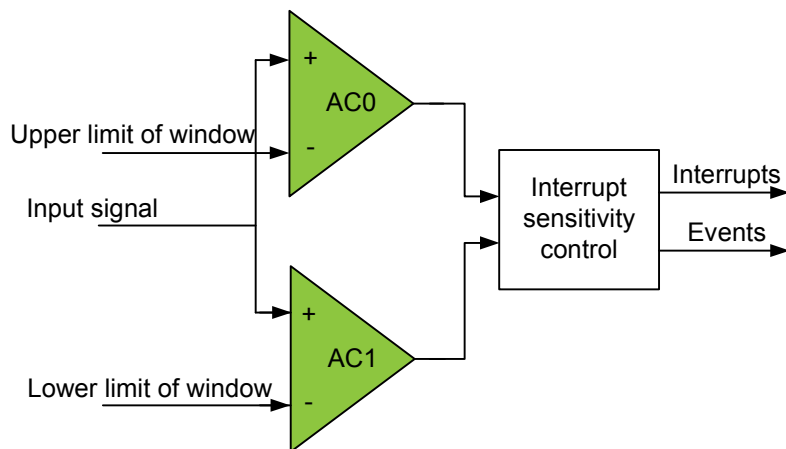 +
AC0
-
Upper limit of window
Input signal
+
AC1
-
Lower limit of window
Interrupt
sensitivity
control
Interrupts
Events